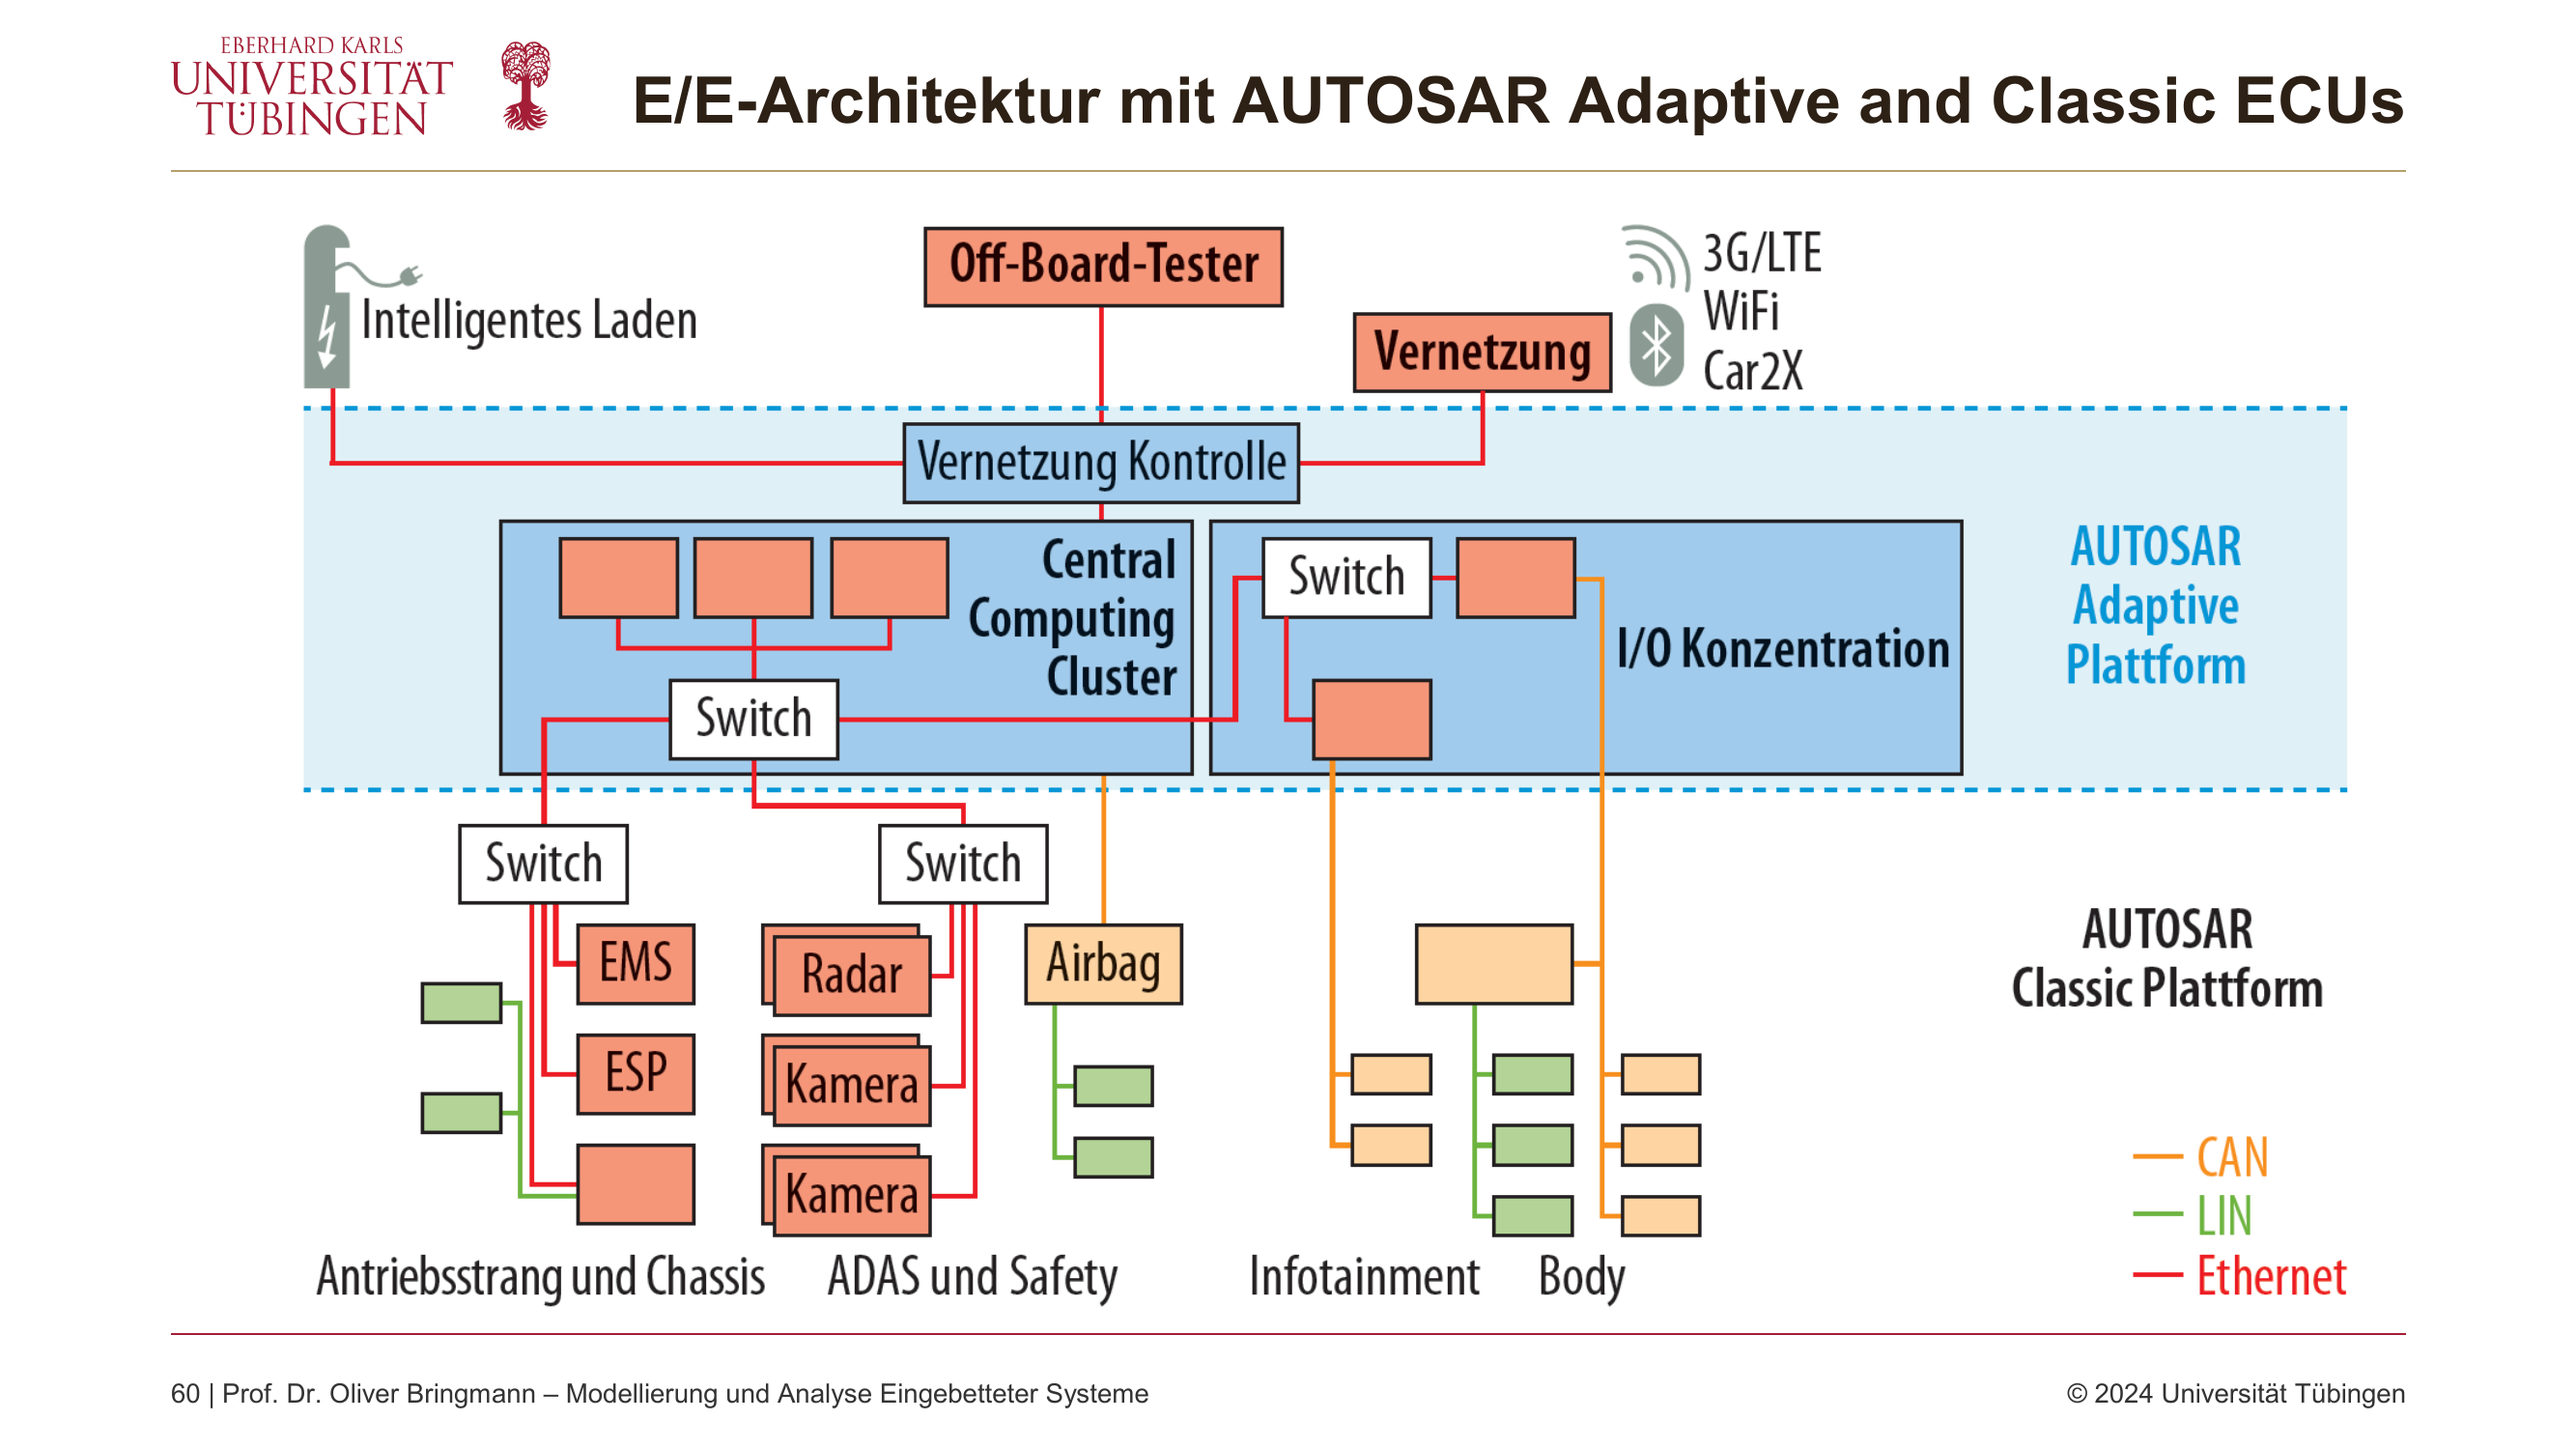 EBERHARD KARLS
UNIVERSITÄT
TÜBINGEN
E/E-Architektur mit AUTOSAR Adaptive and Classic ECUs
Intelligentes Laden
Off-Board-Tester
Vernetzung
3G/LTE
WiFi
Car2X
Vernetzung Kontrolle
Central
Computing
Cluster
Switch
Switch
I/O Konzentration
AUTOSAR
Adaptive
Plattform
Switch
Switch
EMS
ESP
Radar
Kamera
Kamera
Airbag
AUTOSAR
Classic Plattform
CAN
LIN
Ethernet
Antriebsstrang und Chassis
ADAS und Safety
Infotainment
Body
60 | Prof. Dr. Oliver Bringmann – Modellierung und Analyse Eingebetteter Systeme
© 2024 Universität Tübingen